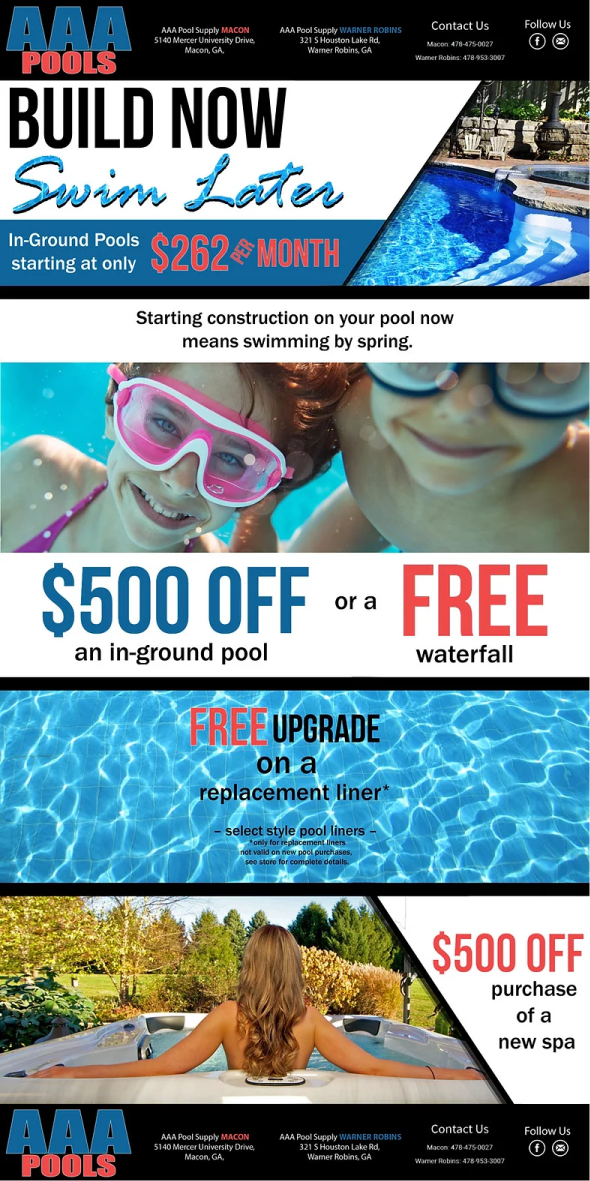 AAA
POOLS
AAA Pool Supply MACON
5140 Mercer University Drive,
Macon, GA,
AAA Pool Supply WARNER ROBINS
321 S Houston Lake Rd,
Warner Robins, GA
Contact Us
Macon: 478-475-0027
Warner Robins: 478-953-3007
Follow Us
f
BUILD NOW
Swim Later
In-Ground Pools
starting at only
$262 PER MONTH
Starting construction on your pool now
means swimming by spring.
$500 OFF
an in-ground pool
or a
FREE
waterfall
FREE UPGRADE
on a
replacement liner*
– select style pool liners –
*only for replacement liners
not valid on new pool purchases,
see store for complete details.
$500 OFF
purchase
of a
new spa
AAA
POOLS
AAA Pool Supply MACON
5140 Mercer University Drive,
Macon, GA,
AAA Pool Supply WARNER ROBINS
321 S Houston Lake Rd,
Warner Robins, GA
Contact Us
Macon: 478-475-0027
Warner Robins: 478-953-3007
Follow Us
f